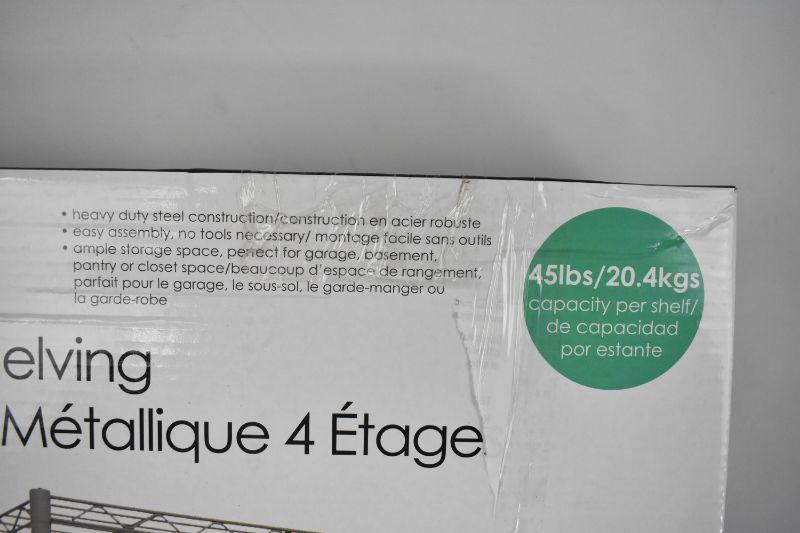 • heavy duty steel construction/construction en acier robuste
• easy assembly, no tools necessary/ montage facile sans outils
• ample storage space, perfect for garage, basement,
pantry or closet space/beaucoup d'espace de rangement,
parfait pour le garage, le sous-sol, le garde-manger ou
la garde-robe
45lbs/20.4kgs
capacity per shelf/
de capacidad
por estante
elving
Métallique 4 Étage